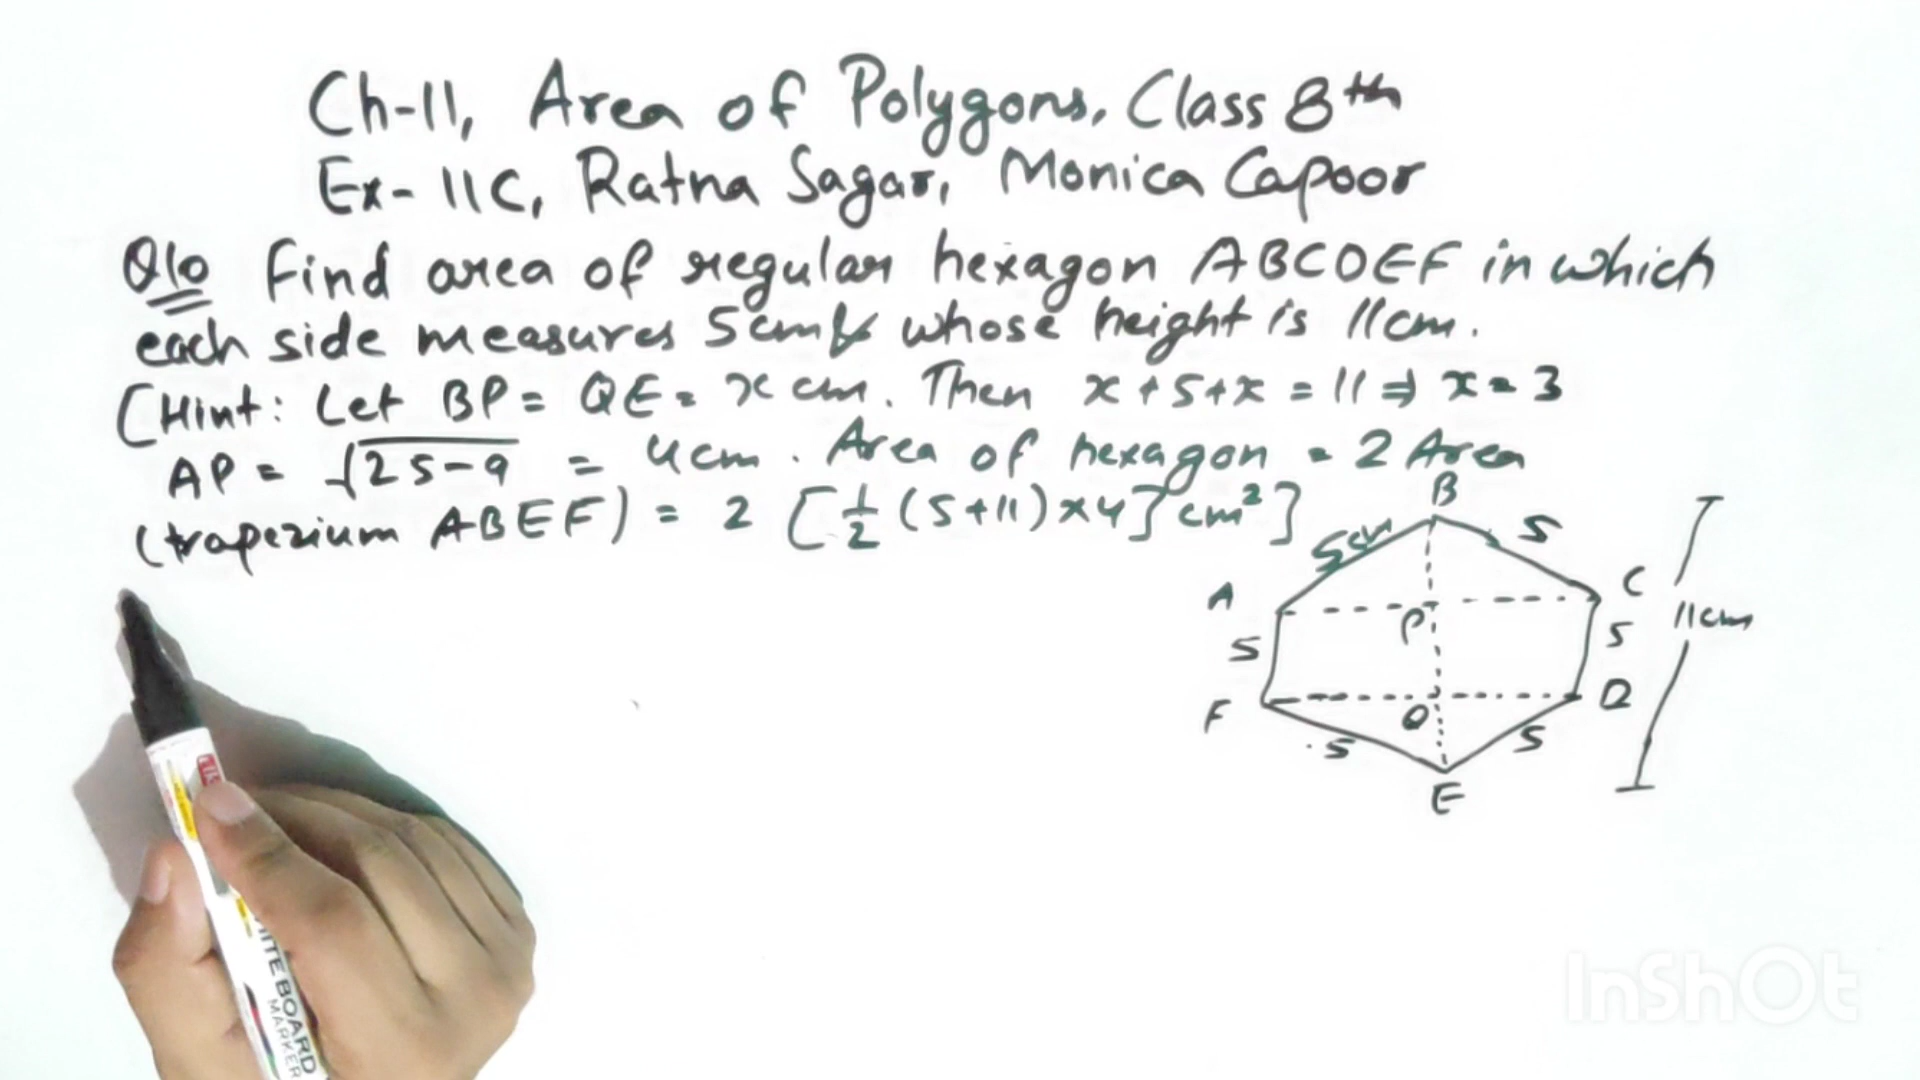 Ch-11, Area of Polygons, Class 8th
Ex-11C, Ratna Sagar, Monica Capoor
Q10 Find area of regular hexagon ABCDEF in which
each side measures 5cm & whose height is 11cm.
[Hint: Let BP = QE = x cm. Then x + 5 + x = 11 ⇒ x = 3
AP = √25-9 = 4cm. Area of hexagon = 2 Area
(trapezium ABEF) = 2 [½ (5+11) × 4] cm²]
B
5cm 5
A C
P
5 5 11cm
F Q D
5 5
E
WHITE BOARD
MARKER
InShOt